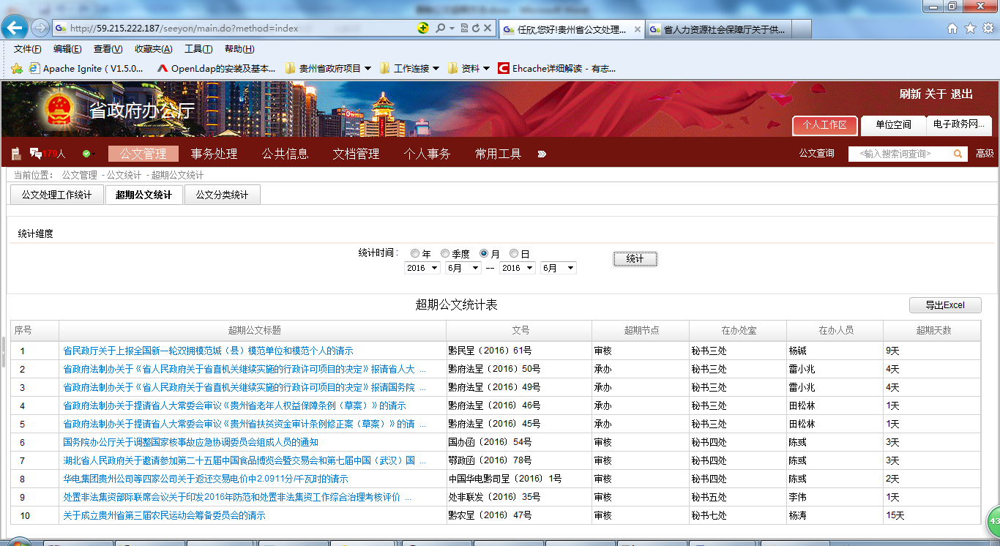 http://59.215.222.187/seeyon/main.do?method=index
任欣,您好!贵州省公文处理...
省人力资源社会保障厅关于供...
文件(F) 编辑(E) 查看(V) 收藏夹(A) 工具(T) 帮助(H)
Apache Ignite ( V1.5.0... OpenLdap的安装及基本... 贵州省政府项目 工作连接 资料 Ehcache详细解读 - 有志...
省政府办公厅
刷新 关于 退出
个人工作区 单位空间 电子政务网...
179人 公文管理 事务处理 公共信息 文档管理 个人事务 常用工具 公文查询 <输入搜索词查询> 高级
当前位置： 公文管理 - 公文统计 - 超期公文统计
公文处理工作统计 超期公文统计 公文分类统计
统计维度
统计时间： 年 季度 月 日
2016 6月 -- 2016 6月
统计
超期公文统计表
导出Excel
序号 超期公文标题 文号 超期节点 在办处室 在办人员 超期天数
1 省民政厅关于上报全国新一轮双拥模范城（县）模范单位和模范个人的请示 黔民呈〔2016〕61号 审核 秘书三处 杨铖 9天
2 省政府法制办关于《省人民政府关于省直机关继续实施的行政许可项目的决定》报请省人大 ... 黔府法呈〔2016〕50号 承办 秘书三处 雷小兆 4天
3 省政府法制办关于《省人民政府关于省直机关继续实施的行政许可项目的决定》报请国务院 ... 黔府法呈〔2016〕49号 承办 秘书三处 雷小兆 4天
4 省政府法制办关于提请省人大常委会审议《贵州省老年人权益保障条例（草案）》的请示 黔府法呈〔2016〕46号 承办 秘书三处 田松林 1天
5 省政府法制办关于提请省人大常委会审议《贵州省扶贫资金审计条例修正案（草案）》的请 ... 黔府法呈〔2016〕45号 承办 秘书三处 田松林 1天
6 国务院办公厅关于调整国家核事故应急协调委员会组成人员的通知 国办函〔2016〕54号 审核 秘书四处 陈彧 3天
7 湖北省人民政府关于邀请参加第二十五届中国食品博览会暨交易会和第七届中国（武汉）国 ... 鄂政函〔2016〕78号 审核 秘书四处 陈彧 3天
8 华电集团贵州公司等四家公司关于返还交易电价中2.0911分/千瓦时的请示 中国华电黔司呈〔2016〕1号 审核 秘书四处 陈彧 2天
9 处置非法集资部际联席会议关于印发2016年防范和处置非法集资工作综合治理考核评价 ... 处非联发〔2016〕35号 审核 秘书五处 李伟 1天
10 关于成立贵州省第三届农民运动会筹备委员会的请示 黔农呈〔2016〕47号 审核 秘书七处 杨涛 15天
43